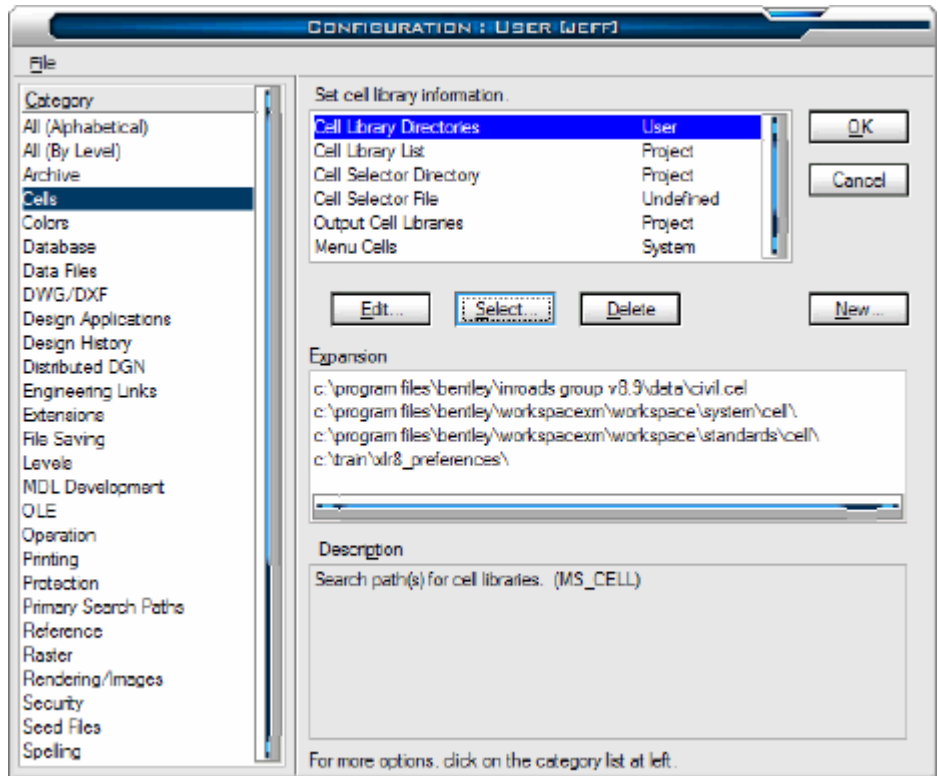 Configuration : User [jeff]
File
Category
All (Alphabetical)
All (By Level)
Archive
Cells
Colors
Database
Data Files
DWG/DXF
Design Applications
Design History
Distributed DGN
Engineering Links
Extensions
File Saving
Levels
MDL Development
OLE
Operation
Printing
Protection
Primary Search Paths
Reference
Raster
Rendering/Images
Security
Seed Files
Spelling
Set cell library information.
Cell Library Directories User
Cell Library List Project
Cell Selector Directory Project
Cell Selector File Undefined
Output Cell Libraries Project
Menu Cells System
OK
Cancel
Edit... Select... Delete New...
Expansion
c:\program files\bentley\inroads group v8.9\data\civil.cel
c:\program files\bentley\workspacexm\workspace\system\cell\
c:\program files\bentley\workspacexm\workspace\standards\cell\
c:\train\xlr8_preferences\
Description
Search path(s) for cell libraries. (MS_CELL)
For more options, click on the category list at left.